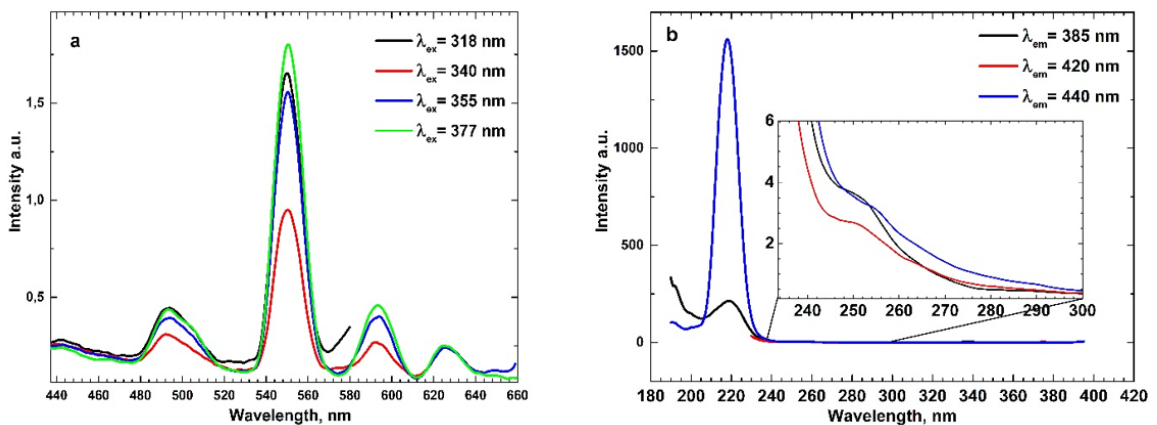 a
λex= 318 nm
λex= 340 nm
λex= 355 nm
λex= 377 nm
1,5
1,0
0,5
Intensity a.u.
440 460 480 500 520 540 560 580 600 620 640 660
Wavelength, nm
b
λem= 385 nm
λem= 420 nm
λem= 440 nm
1500
1000
500
0
Intensity a.u.
6
4
2
240 250 260 270 280 290 300
180 200 220 240 260 280 300 320 340 360 380 400 420
Wavelength, nm